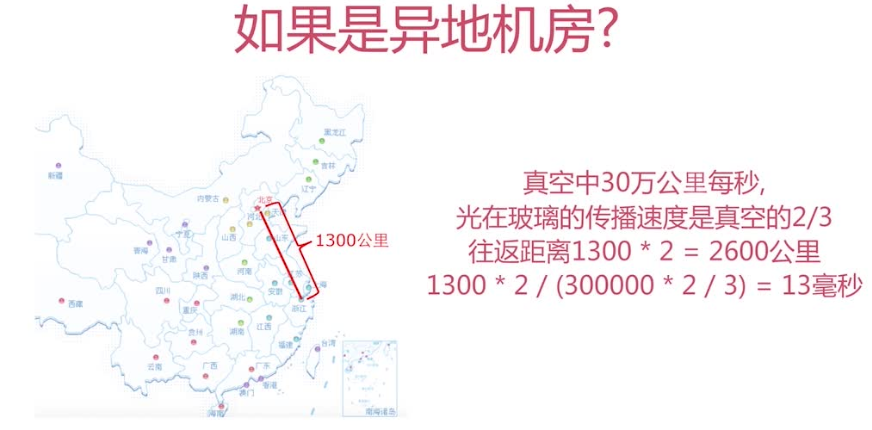 如果是异地机房?
黑龙江
吉林
新疆
辽宁
内蒙古
北京
河北
天津
宁夏
山西
山东
1300公里
青海
甘肃
陕西
河南
江苏
安徽
四川
湖北
浙江
西藏
重庆
湖南
江西
贵州
福建
云南
广西
广东
台湾
香港
澳门
海南
南海诸岛
真空中30万公里每秒,
光在玻璃的传播速度是真空的2/3
往返距离1300 * 2 = 2600公里
1300 * 2 / (300000 * 2 / 3) = 13毫秒